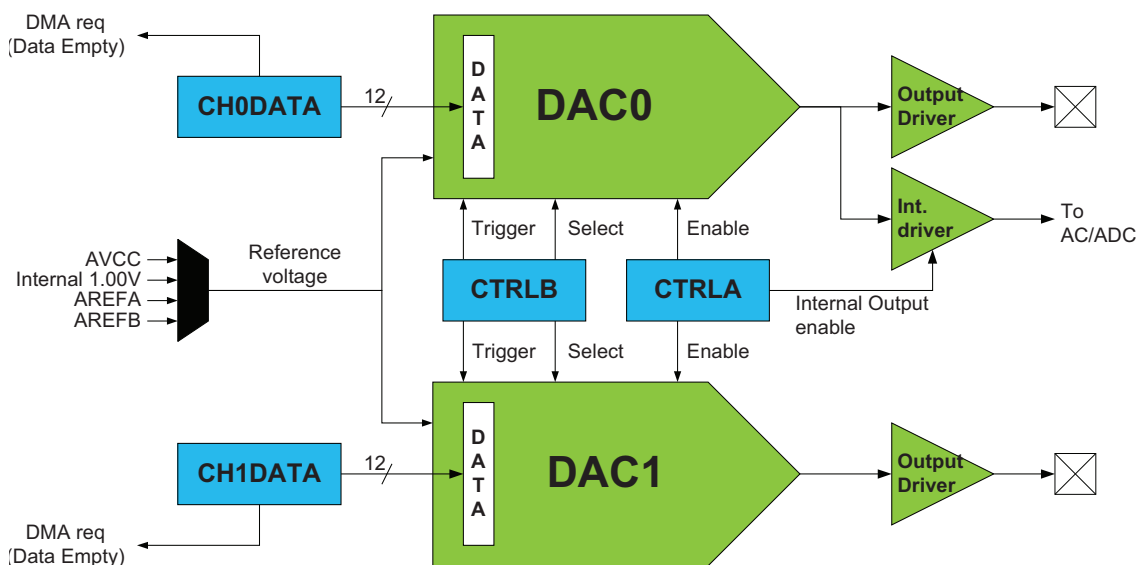 DMA req
(Data Empty)
CH0DATA
12
D
A
T
A
DAC0
Output
Driver
Int.
driver
To
AC/ADC
Trigger
Select
Enable
AVCC
Internal 1.00V
AREFA
AREFB
Reference
voltage
CTRLB
CTRLA
Internal Output
enable
Trigger
Select
Enable
CH1DATA
12
D
A
T
A
DAC1
Output
Driver
DMA req
(Data Empty)